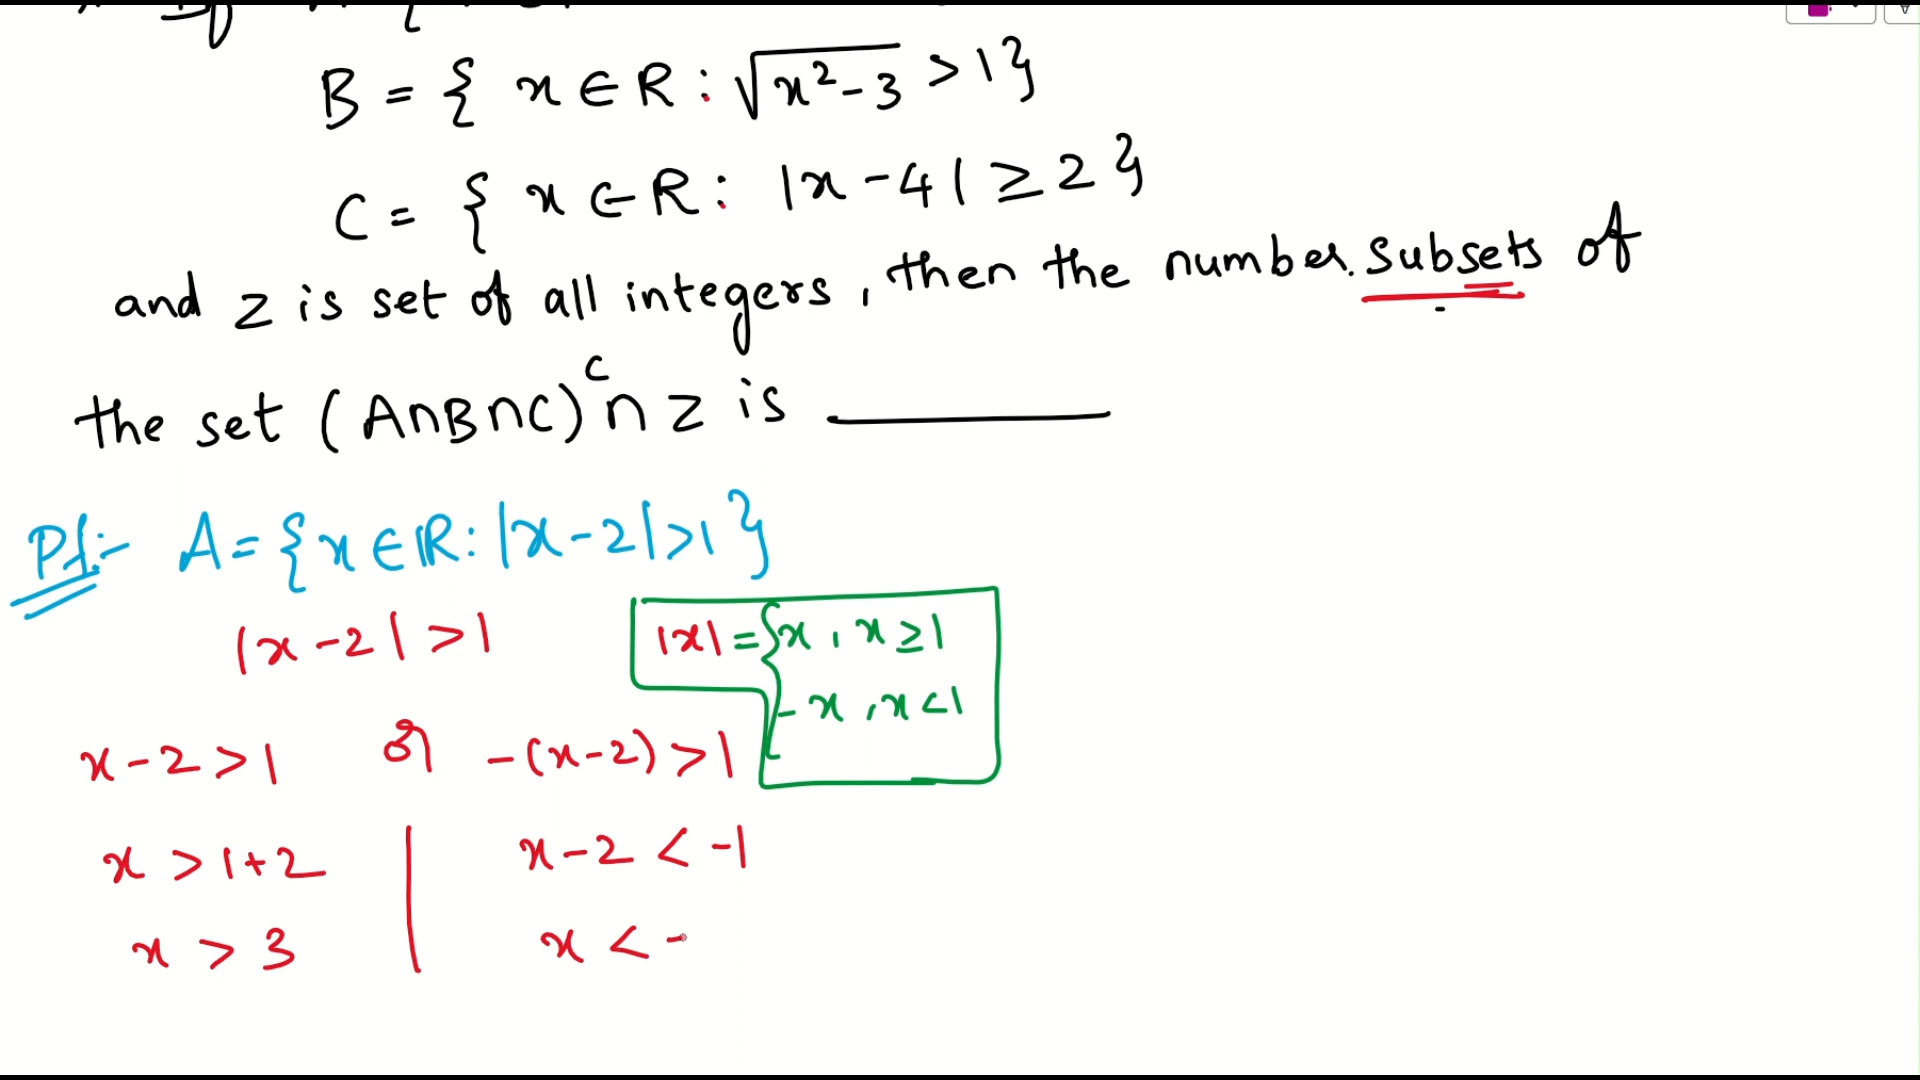 B = { x ∈ R : √(x²-3) > 1}
C = { x ∈ R : |x-4| ≥ 2}
and z is set of all integers, then the number. subsets of
the set (A∩B∩C)ᶜ∩ Z is ________
Pf:- A = {x ∈ R : |x-2| > 1}
|x-2| > 1
|x| = { x, x ≥ 1
-x, x < 1
x-2 > 1 or -(x-2) > 1
x > 1+2 | x-2 < -1
x > 3 | x < -